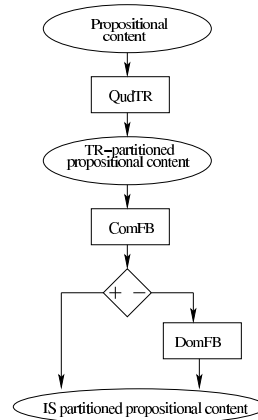 Propositional
content
QudTR
TR-partitioned
propositional content
ComFB
+ -
DomFB
IS partitioned propositional content